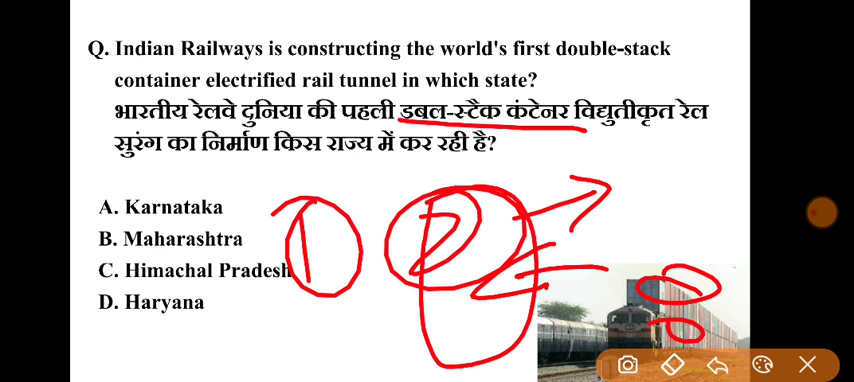 Q. Indian Railways is constructing the world's first double-stack
container electrified rail tunnel in which state?
भारतीय रेलवे दुनिया की पहली डबल-स्टैक कंटेनर विद्युतीकृत रेल
सुरंग का निर्माण किस राज्य में कर रही है?
A. Karnataka
B. Maharashtra
C. Himachal Pradesh
D. Haryana